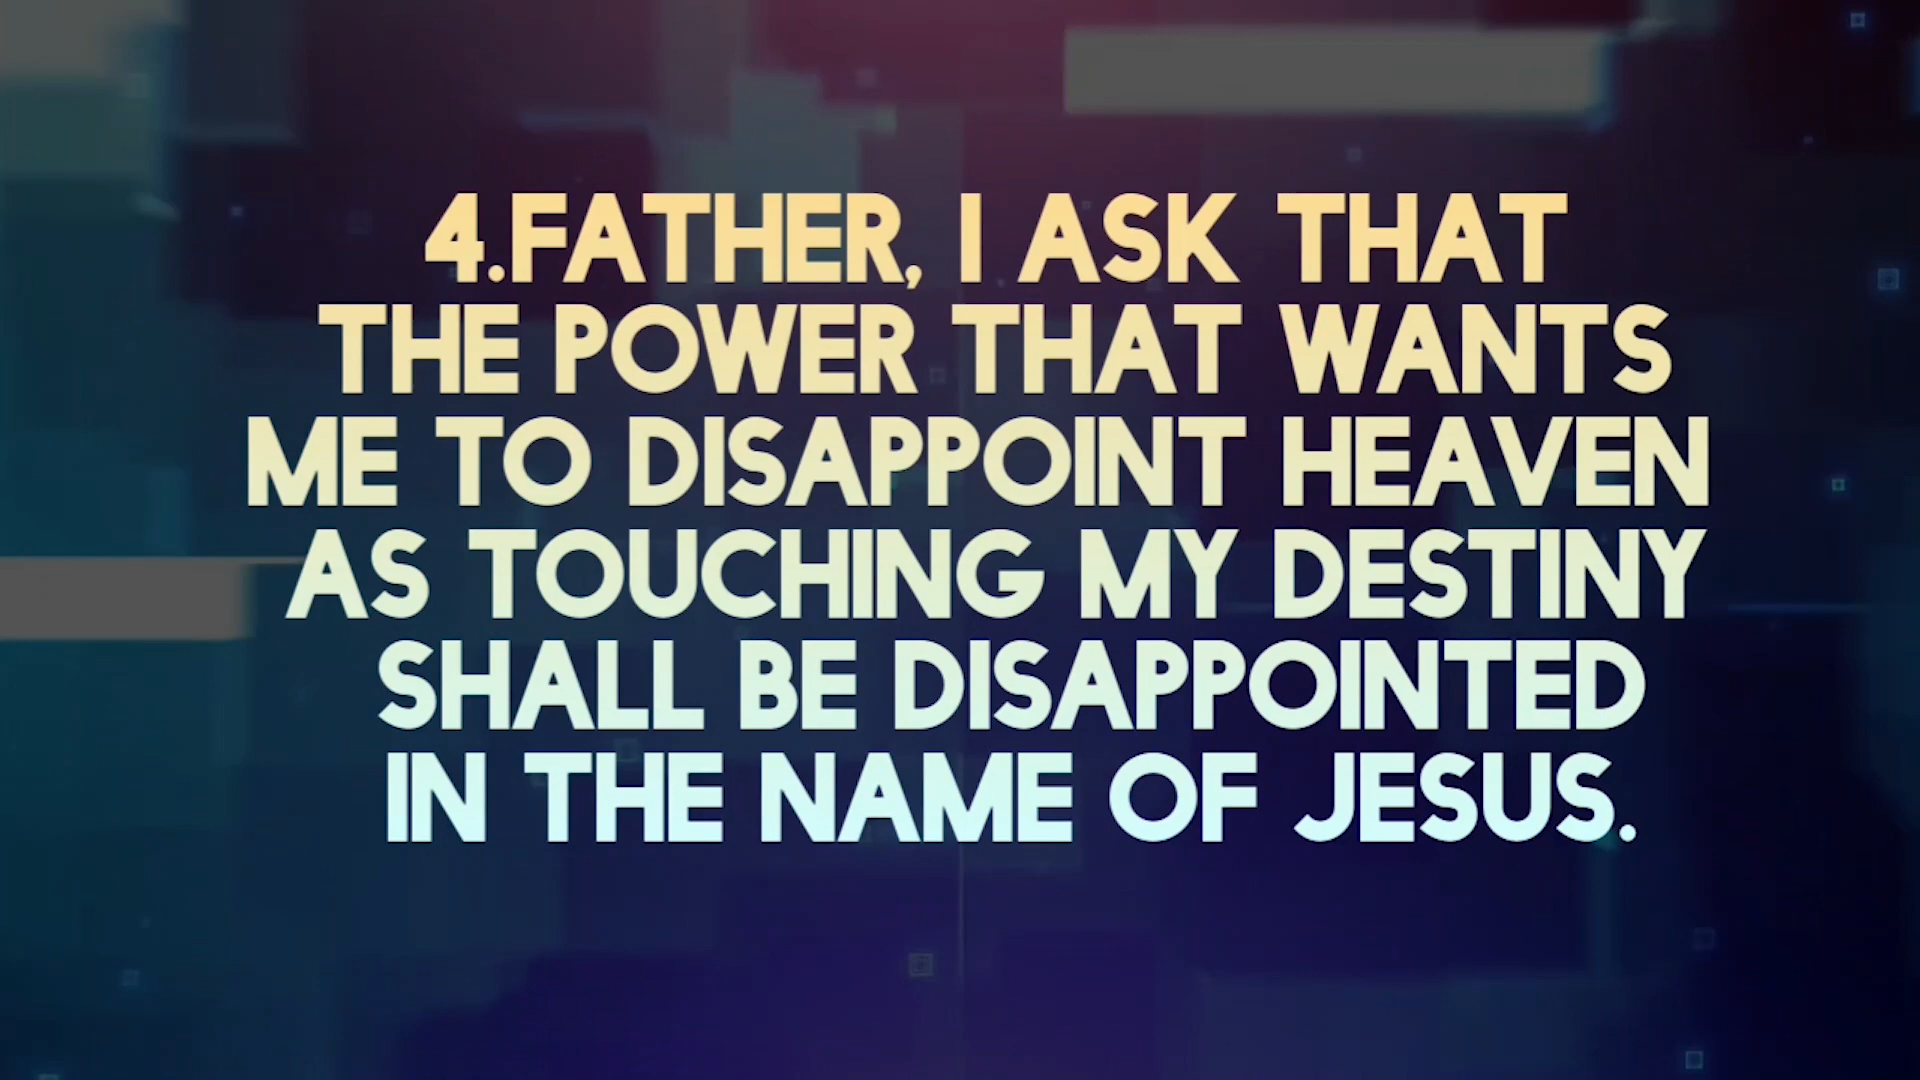 4.FATHER, I ASK THAT
THE POWER THAT WANTS
ME TO DISAPPOINT HEAVEN
AS TOUCHING MY DESTINY
SHALL BE DISAPPOINTED
IN THE NAME OF JESUS.